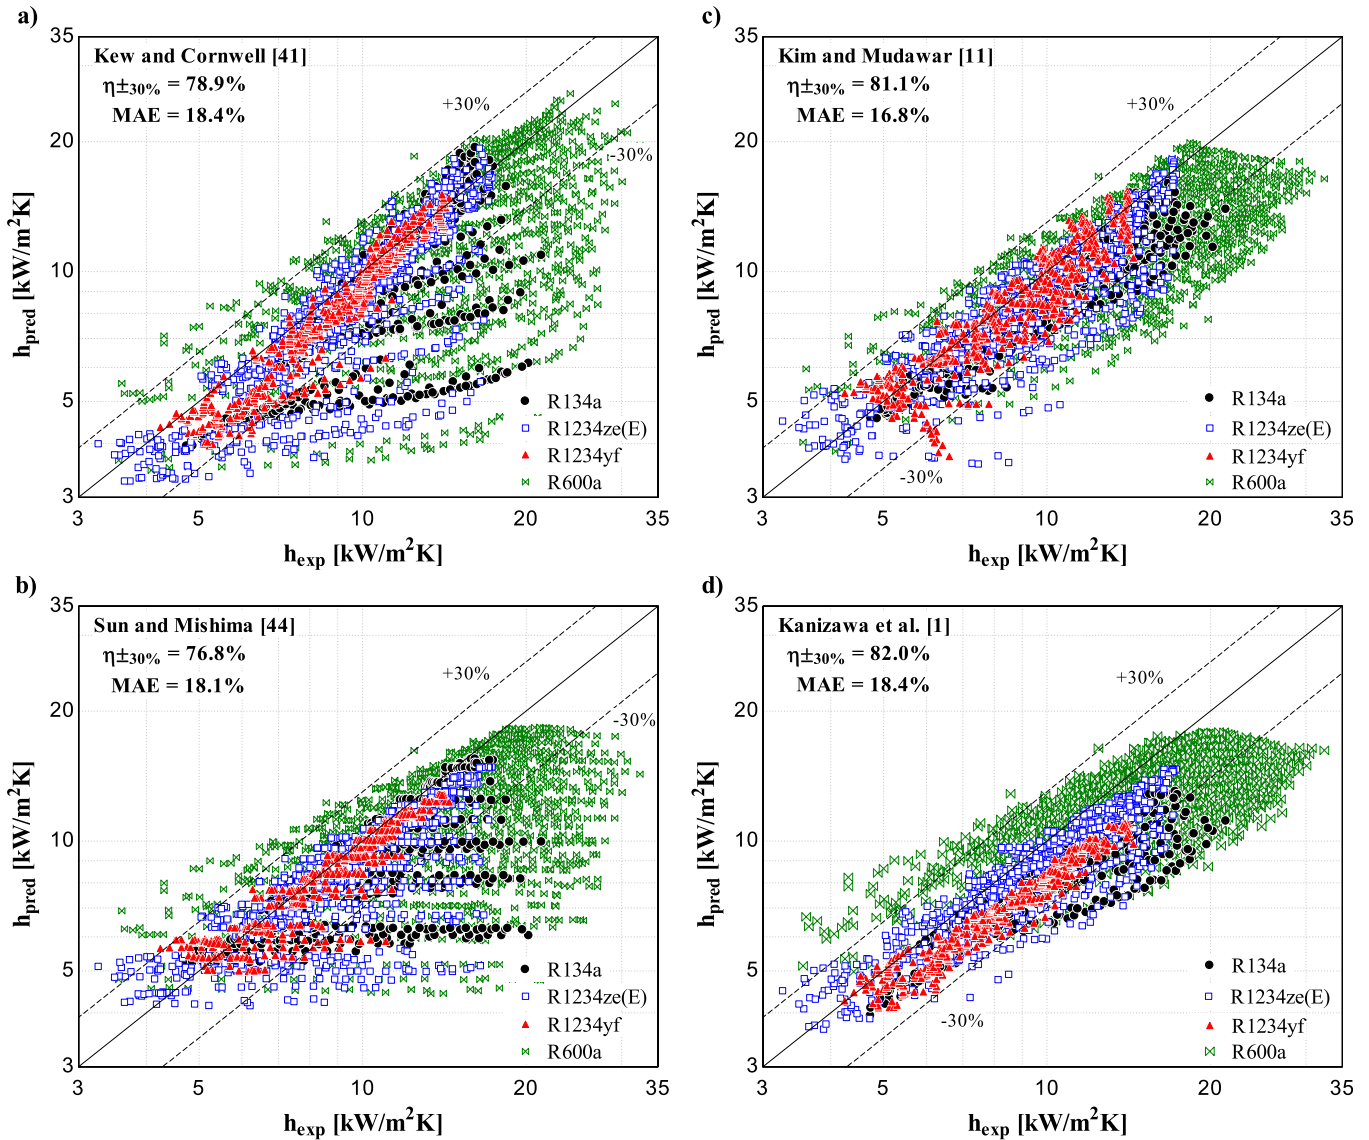 a)
35
20
10
5
3
h_pred [kW/m²K]
Kew and Cornwell [41]
η±30% = 78.9%
MAE = 18.4%
+30%
-30%
R134a
R1234ze(E)
R1234yf
R600a
3 5 10 20 35
h_exp [kW/m²K]
c)
35
20
10
5
3
h_pred [kW/m²K]
Kim and Mudawar [11]
η±30% = 81.1%
MAE = 16.8%
+30%
-30%
R134a
R1234ze(E)
R1234yf
R600a
3 5 10 20 35
h_exp [kW/m²K]
b)
35
20
10
5
3
h_pred [kW/m²K]
Sun and Mishima [44]
η±30% = 76.8%
MAE = 18.1%
+30%
-30%
R134a
R1234ze(E)
R1234yf
R600a
3 5 10 20 35
h_exp [kW/m²K]
d)
35
20
10
5
3
h_pred [kW/m²K]
Kanizawa et al. [1]
η±30% = 82.0%
MAE = 18.4%
+30%
-30%
R134a
R1234ze(E)
R1234yf
R600a
3 5 10 20 35
h_exp [kW/m²K]